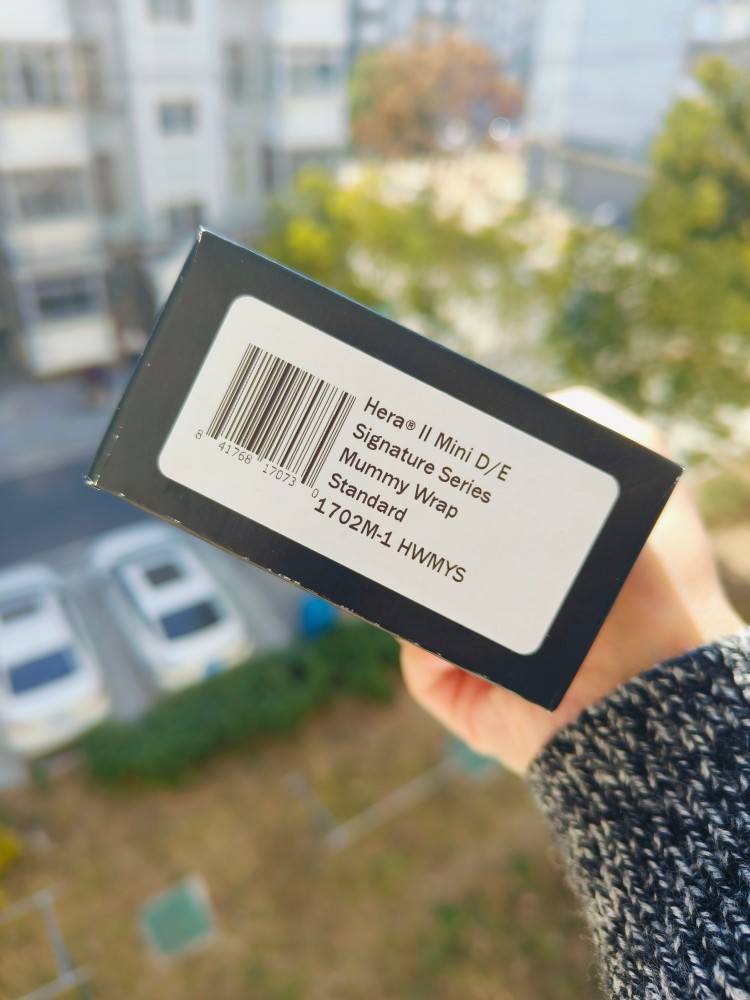 Hera® II Mini D/E
Signature Series
Mummy Wrap
Standard
1702M-1 HWMYS
8 41768 17073 0